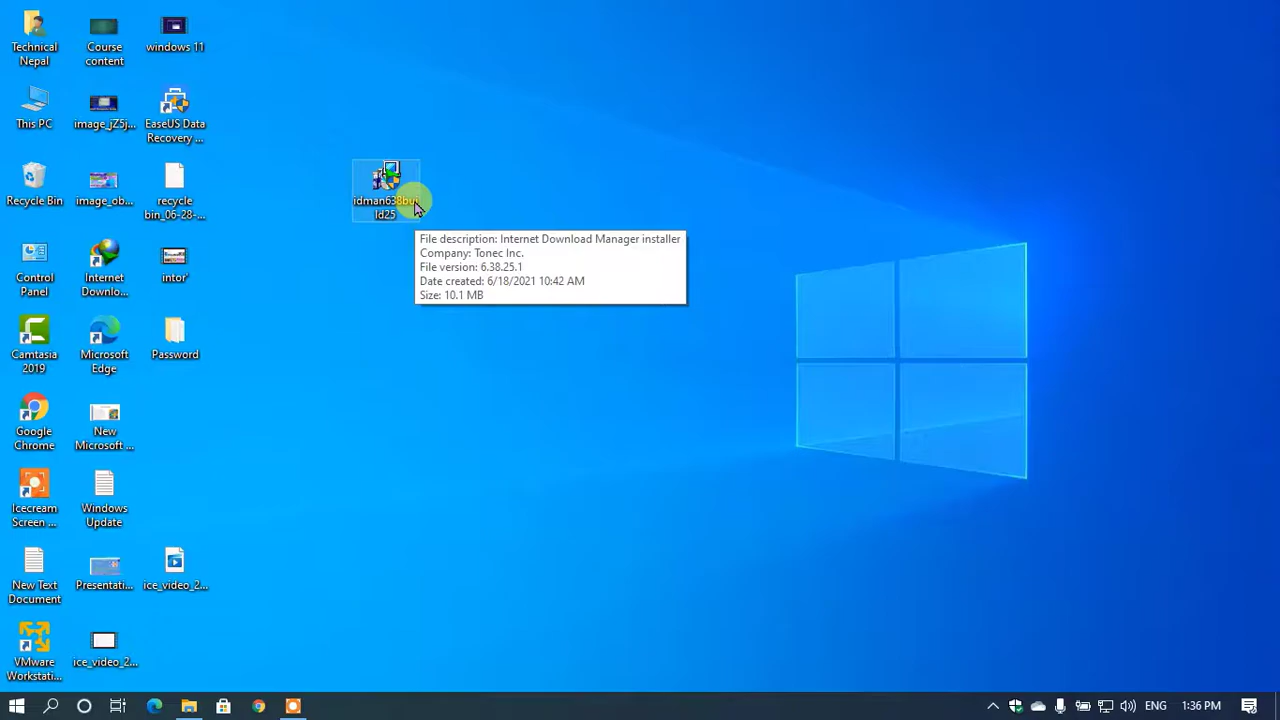 Technical
Nepal
Course
content
windows 11
This PC
image_jZ5j...
EaseUS Data
Recovery ...
Recycle Bin
image_ob...
recycle
bin_06-28-...
idman638bui
ld25
File description: Internet Download Manager installer
Company: Tonec Inc.
File version: 6.38.25.1
Date created: 6/18/2021 10:42 AM
Size: 10.1 MB
Control
Panel
Internet
Downlo...
intor'
Camtasia
2019
Microsoft
Edge
Password
Google
Chrome
New
Microsoft ...
Icecream
Screen ...
Windows
Update
New Text
Document
Presentati...
ice_video_2...
VMware
Workstati...
ice_video_2...
ENG
1:36 PM